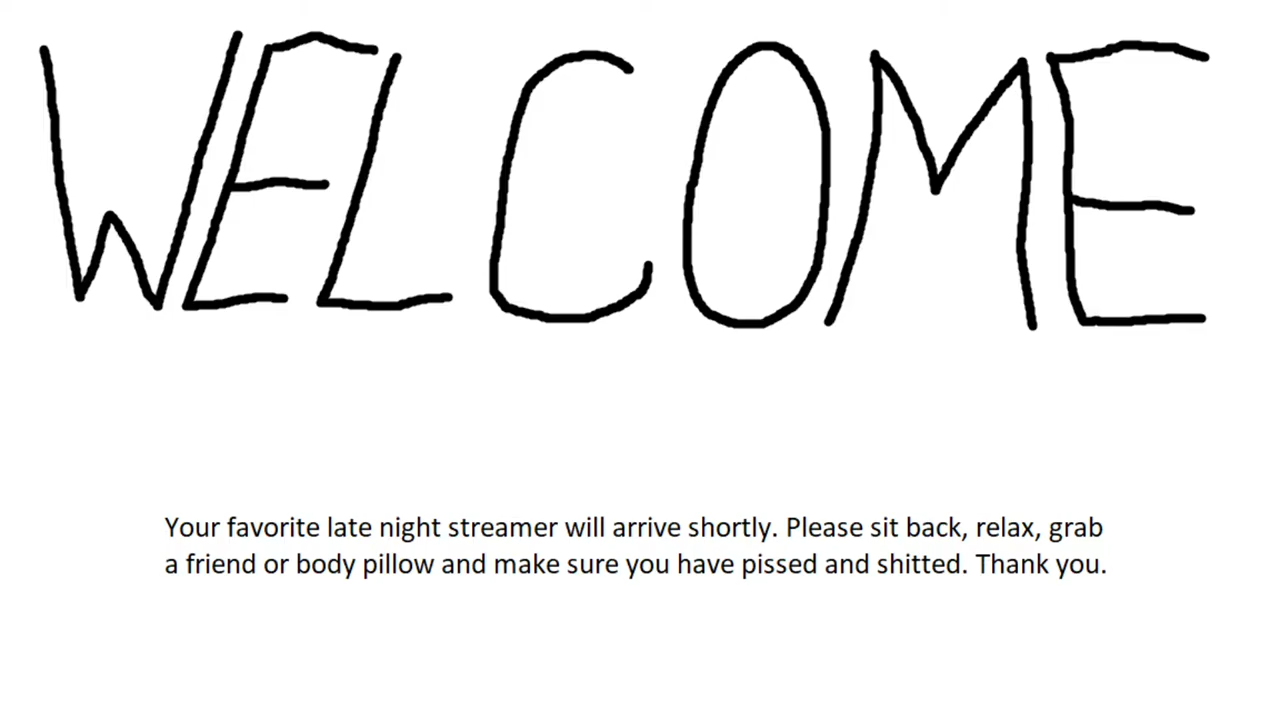 WELCOME
Your favorite late night streamer will arrive shortly. Please sit back, relax, grab
a friend or body pillow and make sure you have pissed and shitted. Thank you.